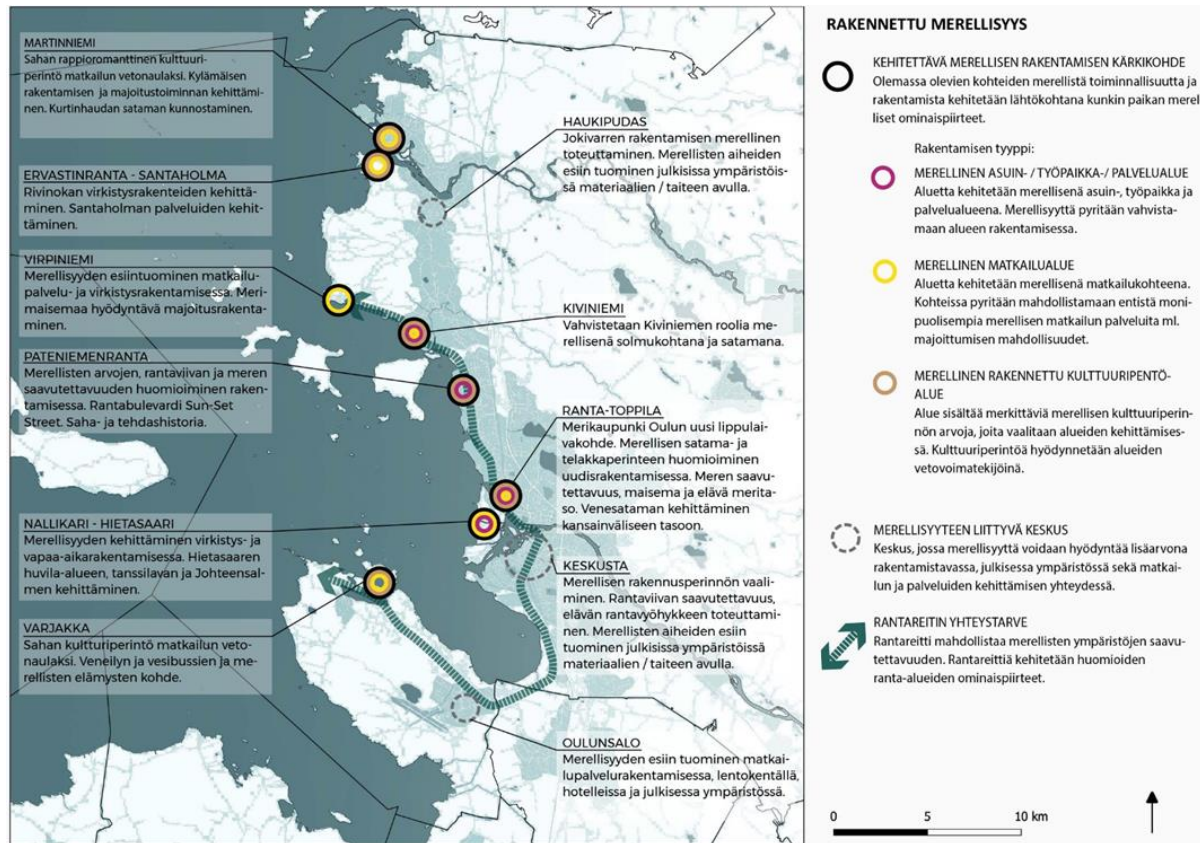 MARTINNIEMI
Sahan rappioromanttinen kulttuuri-
perintö matkailun vetonaulaksi. Kylämäisen
rakentamisen ja majoitustoiminnan kehittämi-
nen. Kurtinhaudan sataman kunnostaminen.
ERVASTINRANTA - SANTAHOLMA
Rivinokan virkistysrakenteiden kehittä-
minen. Santaholman palveluiden kehit-
täminen.
VIRPINIEMI
Merellisyyden esiintuominen matkailu-
palvelu- ja virkistysrakentamisessa. Meri-
maisemaa hyödyntävä majoitusrakenta-
minen.
PATENIEMENRANTA
Merellisten arvojen, rantaviivan ja meren
saavutettavuuden huomioiminen raken-
tamisessa. Rantabulevardi Sun-Set
Street. Saha- ja tehdashistoria.
NALLIKARI - HIETASAARI
Merellisyyden kehittäminen virkistys- ja
vapaa-aikarakentamisessa. Hietasaaren
huvila-alueen, tanssilavan ja Johteensal-
men kehittäminen.
VARJAKKA
Sahan kultturiperintö matkailun veto-
naulaksi. Veneilyn ja vesibussien ja me-
rellisten elämysten kohde.
HAUKIPUDAS
Jokivarren rakentamisen merellinen
toteuttaminen. Merellisten aiheiden
esiin tuominen julkisissa ympäristöis-
sä materiaalien / taiteen avulla.
KIVINIEMI
Vahvistetaan Kiviniemen roolia me-
rellisenä solmukohtana ja satamana.
RANTA-TOPPILA
Merikaupunki Oulun uusi lippulai-
vakohde. Merellisen satama- ja
telakkaperinteen huomioiminen
uudisrakentamisessa. Meren saavu-
tettavuus, maisema ja elävä merita-
so. Venesataman kehittäminen
kansainväliseen tasoon.
KESKUSTA
Merellisen rakennusperinnön vaali-
minen. Rantaviivan saavutettavuus,
elävän rantavyöhykkeen toteuttami-
nen. Merellisten aiheiden esiin
tuominen julkisissa ympäristöissä
materiaalien / taiteen avulla.
OULUNSALO
Merellisyyden esiin tuominen matkai-
lupalvelurakentamisessa, lentokentällä,
hotelleissa ja julkisessa ympäristössä.
RAKENNETTU MERELLISYYS
KEHITETTÄVÄ MERELLISEN RAKENTAMISEN KÄRKIKOHDE
Olemassa olevien kohteiden merellistä toiminnallisuutta ja
rakentamista kehitetään lähtökohtana kunkin paikan merel
liset ominaispiirteet.
Rakentamisen tyyppi:
MERELLINEN ASUIN- / TYÖPAIKKA-/ PALVELUALUE
Aluetta kehitetään merellisenä asuin-, työpaikka ja
palvelualueena. Merellisyyttä pyritään vahvista-
maan alueen rakentamisessa.
MERELLINEN MATKAILUALUE
Aluetta kehitetään merellisenä matkailukohteena.
Kohteissa pyritään mahdollistamaan entistä moni-
puolisempia merellisen matkailun palveluita ml.
majoittumisen mahdollisuudet.
MERELLINEN RAKENNETTU KULTTUURIPENTÖ-
ALUE
Alue sisältää merkittäviä merellisen kulttuuriperin-
nön arvoja, joita vaalitaan alueiden kehittämises-
sä. Kulttuuriperintöä hyödynnetään alueiden
vetovoimatekijöinä.
MERELLISYYTEEN LIITTYVÄ KESKUS
Keskus, jossa merellisyyttä voidaan hyödyntää lisäarvona
rakentamistavassa, julkisessa ympäristössä sekä matkai-
lun ja palveluiden kehittämisen yhteydessä.
RANTAREITIN YHTEYSTARVE
Rantareitti mahdollistaa merellisten ympäristöjen saavu-
tettavuuden. Rantareittiä kehitetään huomioiden
ranta-alueiden ominaispiirteet.
0 5 10 km